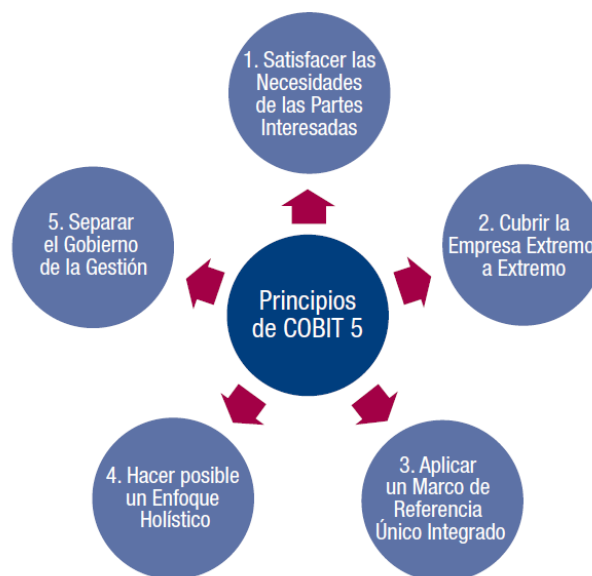 1. Satisfacer las
Necesidades
de las Partes
Interesadas
5. Separar
el Gobierno
de la Gestión
2. Cubrir la
Empresa Extremo
a Extremo
Principios
de COBIT 5
4. Hacer posible
un Enfoque
Holístico
3. Aplicar
un Marco de
Referencia
Único Integrado